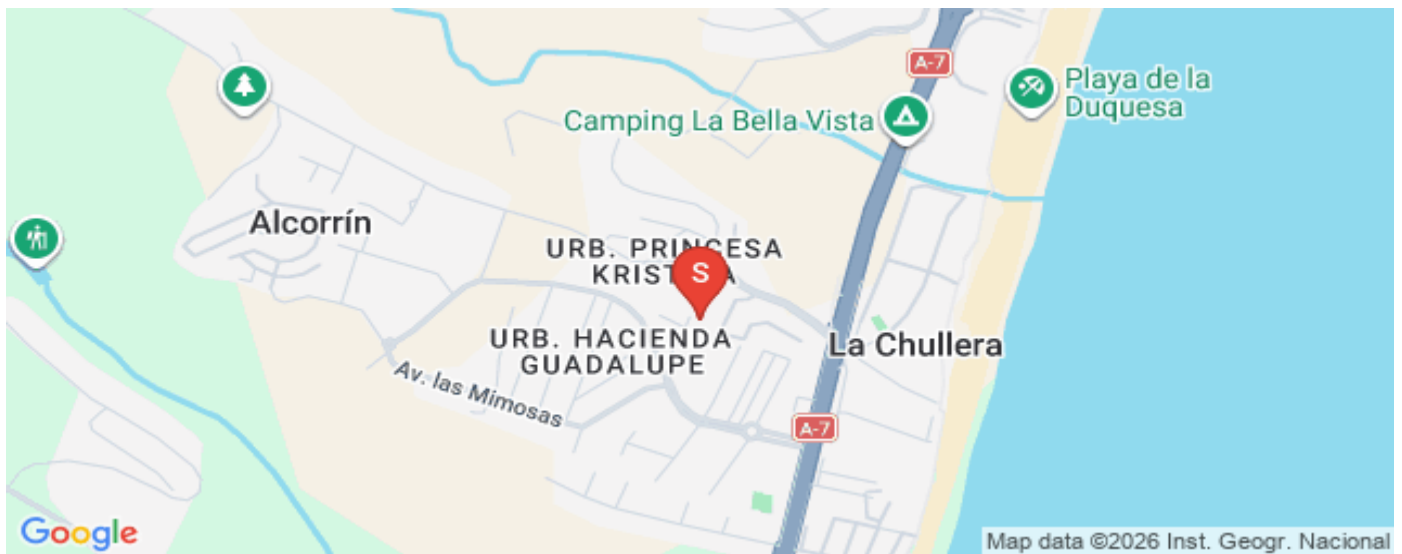 A-7
Playa de la
Duquesa
Camping La Bella Vista
Alcorrín
URB. PRINCESA
KRIST A
S
URB. HACIENDA
GUADALUPE
La Chullera
Av. las Mimosas
A-7
Google
Map data ©2026 Inst. Geogr. Nacional